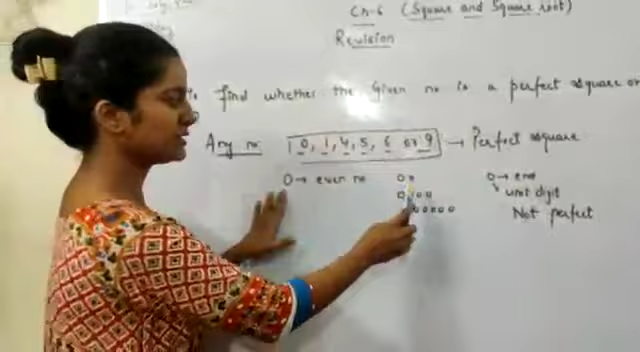 Ch-6 (Square and Square root)
Revision
find whether the given no is a perfect square or
Any no 0, 1, 4, 5, 6 or 9 → Perfect square
0 → even no 00 0 → one
unit digit
Not perfect